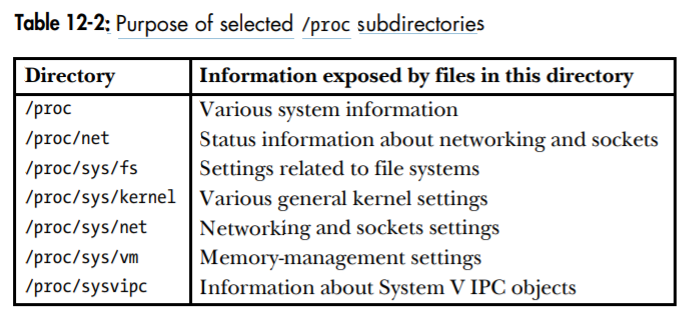 Table 12-2: Purpose of selected /proc subdirectories
Directory Information exposed by files in this directory
/proc Various system information
/proc/net Status information about networking and sockets
/proc/sys/fs Settings related to file systems
/proc/sys/kernel Various general kernel settings
/proc/sys/net Networking and sockets settings
/proc/sys/vm Memory-management settings
/proc/sysvipc Information about System V IPC objects